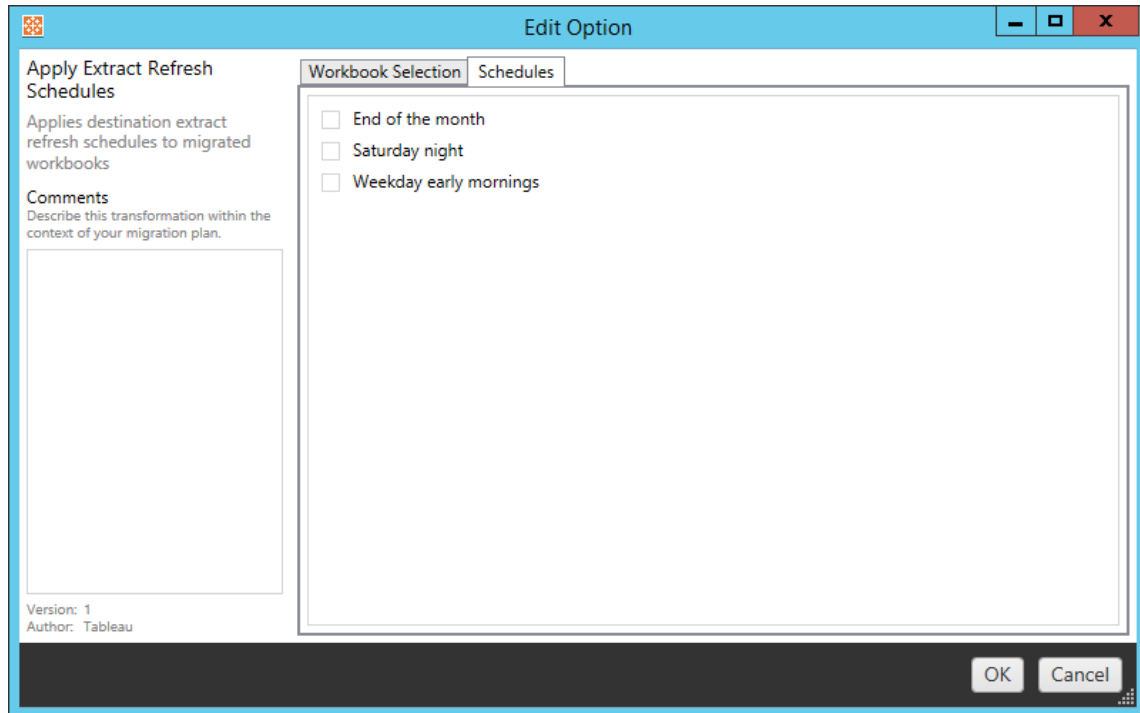 Edit Option
Apply Extract Refresh
Schedules
Applies destination extract
refresh schedules to migrated
workbooks
Comments
Describe this transformation within the
context of your migration plan.
Version: 1
Author: Tableau
Workbook Selection
Schedules
End of the month
Saturday night
Weekday early mornings
OK
Cancel